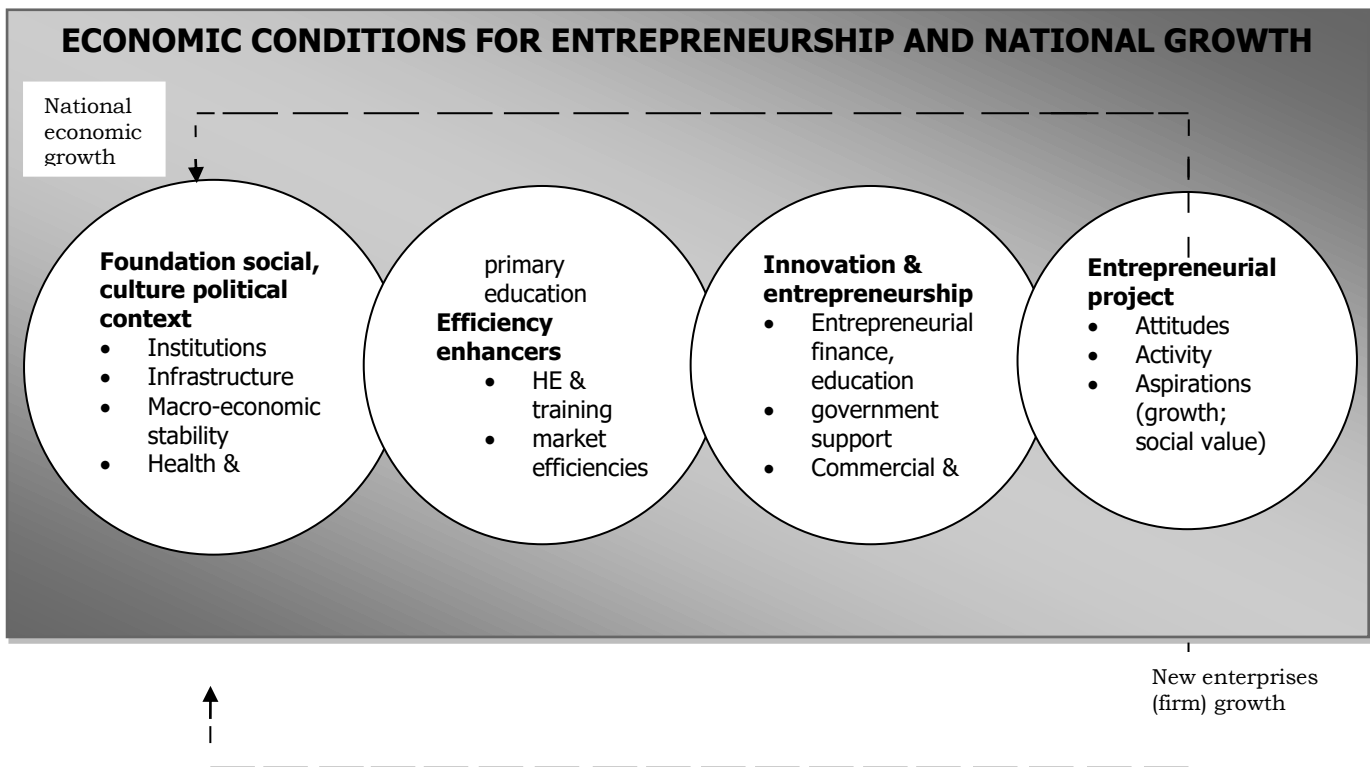 ECONOMIC CONDITIONS FOR ENTREPRENEURSHIP AND NATIONAL GROWTH
National
economic
growth
Foundation social,
culture political
context
• Institutions
• Infrastructure
• Macro-economic
stability
• Health &
primary
education
Efficiency
enhancers
• HE &
training
• market
efficiencies
Innovation &
entrepreneurship
• Entrepreneurial
finance,
education
• government
support
• Commercial &
Entrepreneurial
project
• Attitudes
• Activity
• Aspirations
(growth;
social value)
New enterprises
(firm) growth